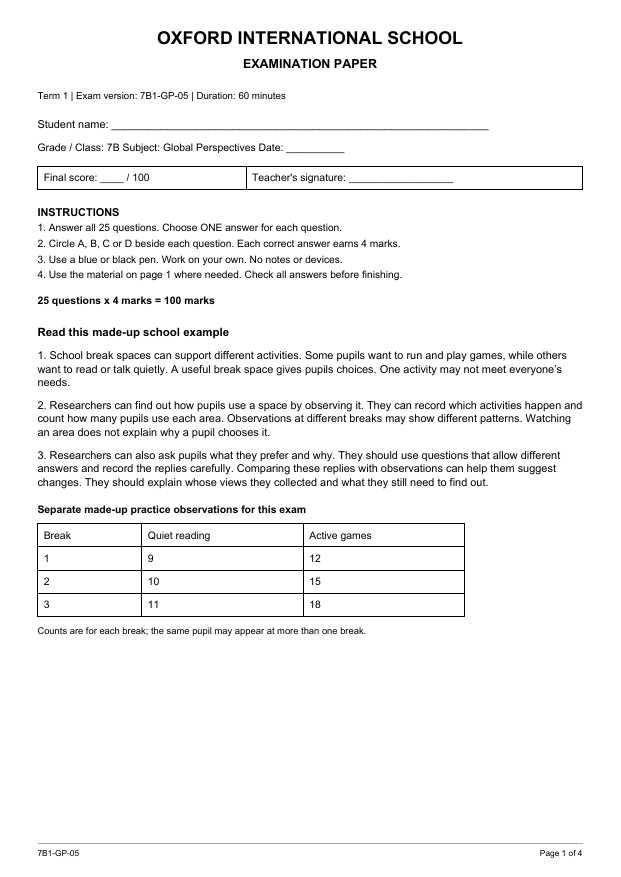 OXFORD INTERNATIONAL SCHOOL
EXAMINATION PAPER
Term 1 | Exam version: 7B1-GP-05 | Duration: 60 minutes
Student name: _______________________________________________________________
Grade / Class: 7B Subject: Global Perspectives Date: __________
Final score: ____ / 100 Teacher's signature: __________________
INSTRUCTIONS
1. Answer all 25 questions. Choose ONE answer for each question.
2. Circle A, B, C or D beside each question. Each correct answer earns 4 marks.
3. Use a blue or black pen. Work on your own. No notes or devices.
4. Use the material on page 1 where needed. Check all answers before finishing.
25 questions x 4 marks = 100 marks
Read this made-up school example
1. School break spaces can support different activities. Some pupils want to run and play games, while others
want to read or talk quietly. A useful break space gives pupils choices. One activity may not meet everyone's
needs.
2. Researchers can find out how pupils use a space by observing it. They can record which activities happen and
count how many pupils use each area. Observations at different breaks may show different patterns. Watching
an area does not explain why a pupil chooses it.
3. Researchers can also ask pupils what they prefer and why. They should use questions that allow different
answers and record the replies carefully. Comparing these replies with observations can help them suggest
changes. They should explain whose views they collected and what they still need to find out.
Separate made-up practice observations for this exam
Break Quiet reading Active games
1 9 12
2 10 15
3 11 18
Counts are for each break; the same pupil may appear at more than one break.
7B1-GP-05 Page 1 of 4